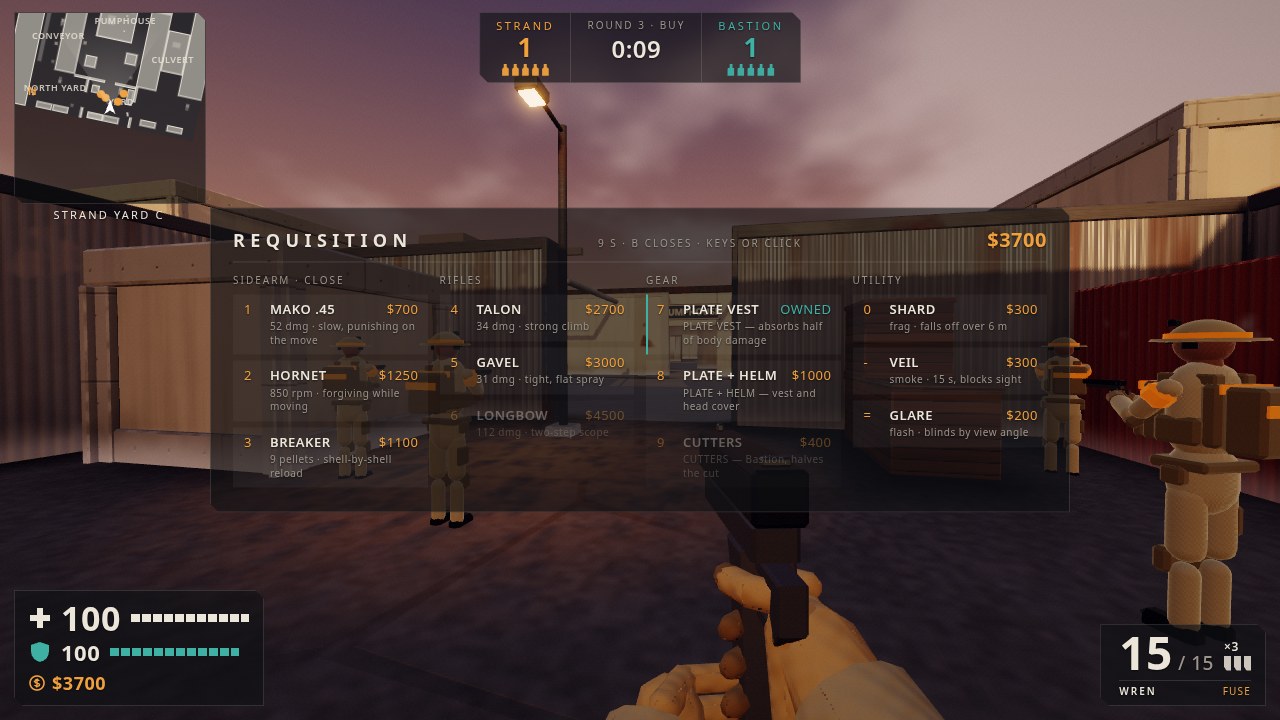 PUMPHOUSE
CONVEYOR
CULVERT
NORTH YARD
STRAND YARD C
STRAND
1
ROUND 3 · BUY
0:09
BASTION
1
REQUISITION
9 S · B CLOSES · KEYS OR CLICK
$3700
SIDEARM · CLOSE
1 MAKO .45 $700
52 dmg · slow, punishing on
the move
2 HORNET $1250
850 rpm · forgiving while
moving
3 BREAKER $1100
9 pellets · shell-by-shell
reload
RIFLES
4 TALON $2700
34 dmg · strong climb
5 GAVEL $3000
31 dmg · tight, flat spray
6 LONGBOW $4500
112 dmg · two-step scope
GEAR
7 PLATE VEST OWNED
PLATE VEST — absorbs half
of body damage
8 PLATE + HELM $1000
PLATE + HELM — vest and
head cover
9 CUTTERS $400
CUTTERS — Bastion, halves
the cut
UTILITY
0 SHARD $300
frag · falls off over 6 m
- VEIL $300
smoke · 15 s, blocks sight
= GLARE $200
flash · blinds by view angle
100
100
$3700
15 / 15 ×3
WREN FUSE